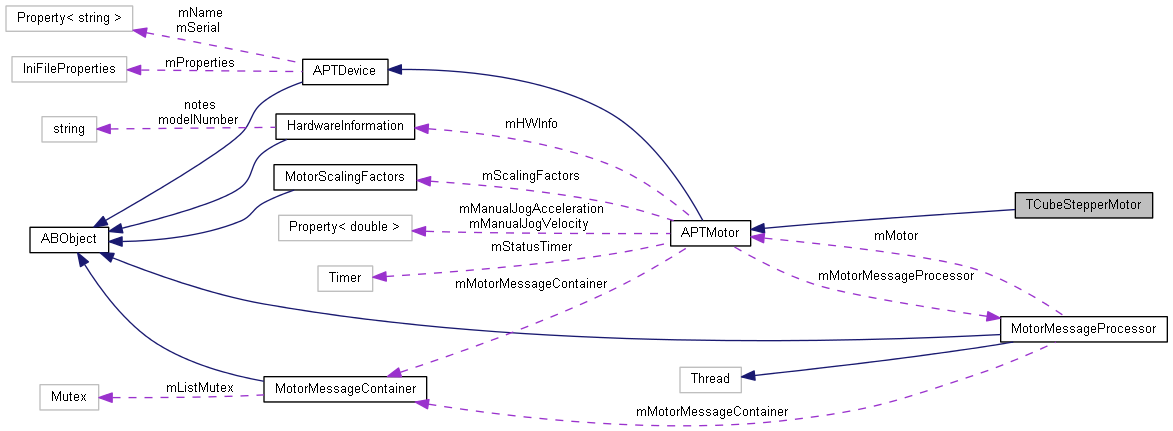 Property< string >
mName
mSerial
IniFileProperties
mProperties
APTDevice
string
notes
modelNumber
HardwareInformation
mHWInfo
MotorScalingFactors
mScalingFactors
Property< double >
mManualJogAcceleration
mManualJogVelocity
ABObject
APTMotor
TCubeStepperMotor
mStatusTimer
Timer
mMotorMessageContainer
mMotor
mMotorMessageProcessor
MotorMessageProcessor
Thread
Mutex
mListMutex
MotorMessageContainer
mMotorMessageContainer